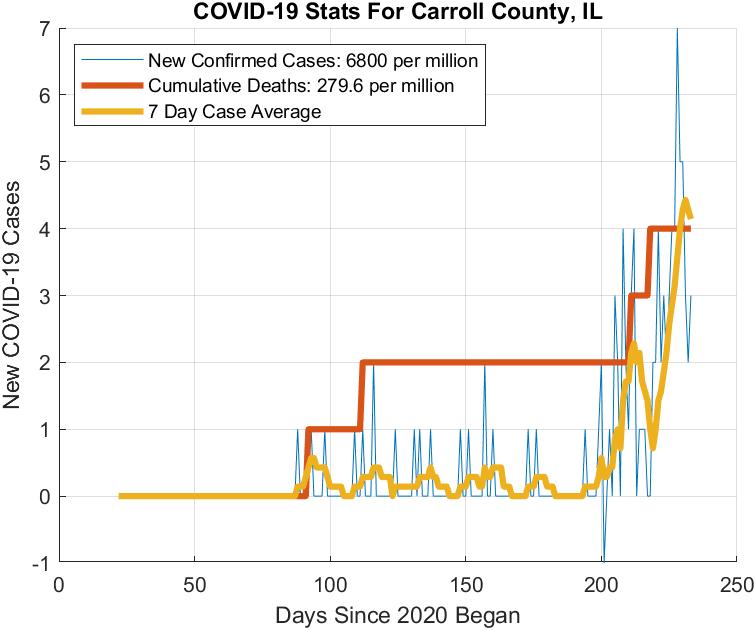 COVID-19 Stats For Carroll County, IL
7
6
5
4
3
2
1
0
-1
New COVID-19 Cases
New Confirmed Cases: 6800 per million
Cumulative Deaths: 279.6 per million
7 Day Case Average
0 50 100 150 200 250
Days Since 2020 Began